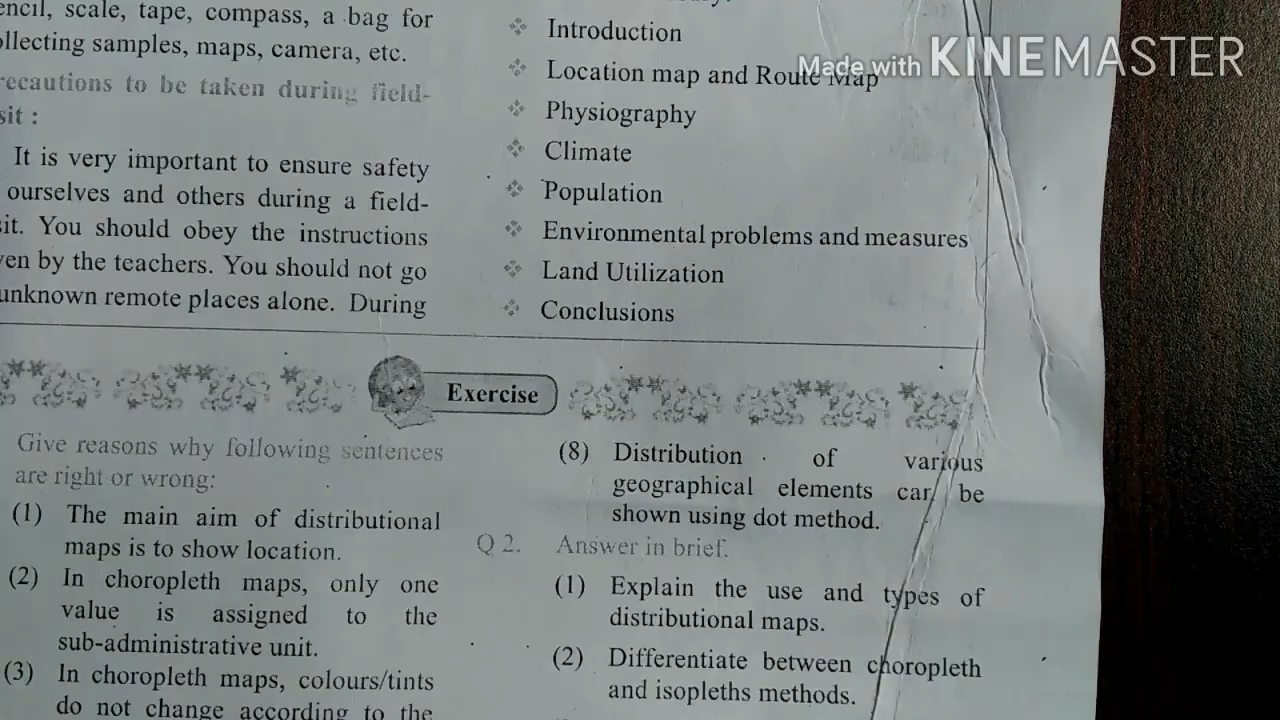 scale, tape, compass, a bag for
collecting samples, maps, camera, etc.
to be taken during field-
It is very important to ensure safety
ourselves and others during a field-
You should obey the instructions
by the teachers. You should not go
unknown remote places alone. During
Introduction
Location map and Route Map
Physiography
Climate
Population
Environmental problems and measures
Land Utilization
Conclusions
Made with KINEMASTER
Exercise
Give reasons why following sentences
are right or wrong:
(1) The main aim of distributional
maps is to show location.
(2) In choropleth maps, only one
value is assigned to the
sub-administrative unit.
(3) In choropleth maps, colours/tints
do not change according to the
(8) Distribution of various
geographical elements can be
shown using dot method.
Q 2. Answer in brief.
(1) Explain the use and types of
distributional maps.
(2) Differentiate between choropleth
and isopleths methods.